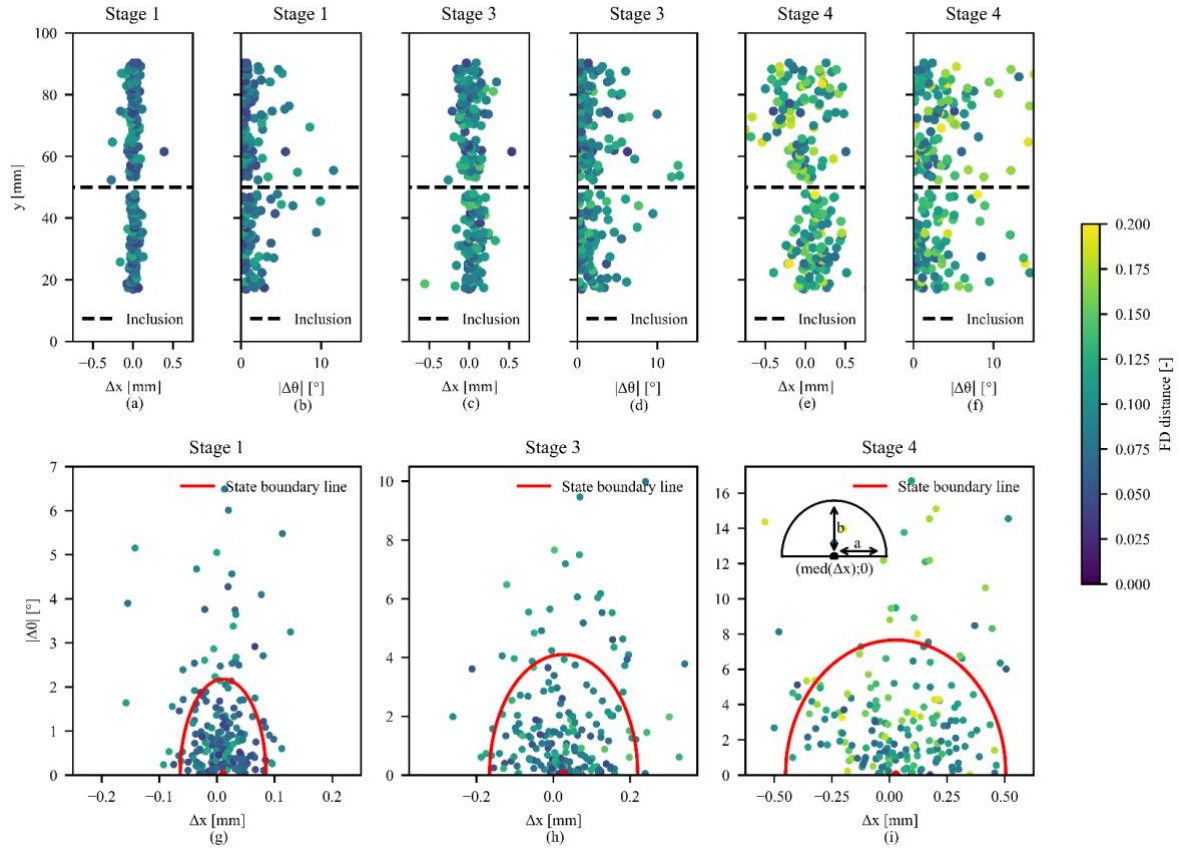 Stage 1
Stage 1
Stage 3
Stage 3
Stage 4
Stage 4
100
80
60
40
20
0
y [mm]
Inclusion
Inclusion
Inclusion
Inclusion
Inclusion
Inclusion
−0.5 0.0 0.5
0 10
−0.5 0.0 0.5
0 10
−0.5 0.0 0.5
0 10
Δx [mm]
|Δθ| [°]
Δx [mm]
|Δθ| [°]
Δx [mm]
|Δθ| [°]
(a)
(b)
(c)
(d)
(e)
(f)
0.200
0.175
0.150
0.125
0.100
0.075
0.050
0.025
0.000
FD distance [-]
Stage 1
Stage 3
Stage 4
7
6
5
4
3
2
1
0
|Δθ| [°]
State boundary line
−0.2 −0.1 0.0 0.1 0.2
Δx [mm]
(g)
10
8
6
4
2
0
State boundary line
−0.2 0.0 0.2
Δx [mm]
(h)
16
14
12
10
8
6
4
2
0
State boundary line
b
a
(med(Δx);0)
−0.50 −0.25 0.00 0.25 0.50
Δx [mm]
(i)